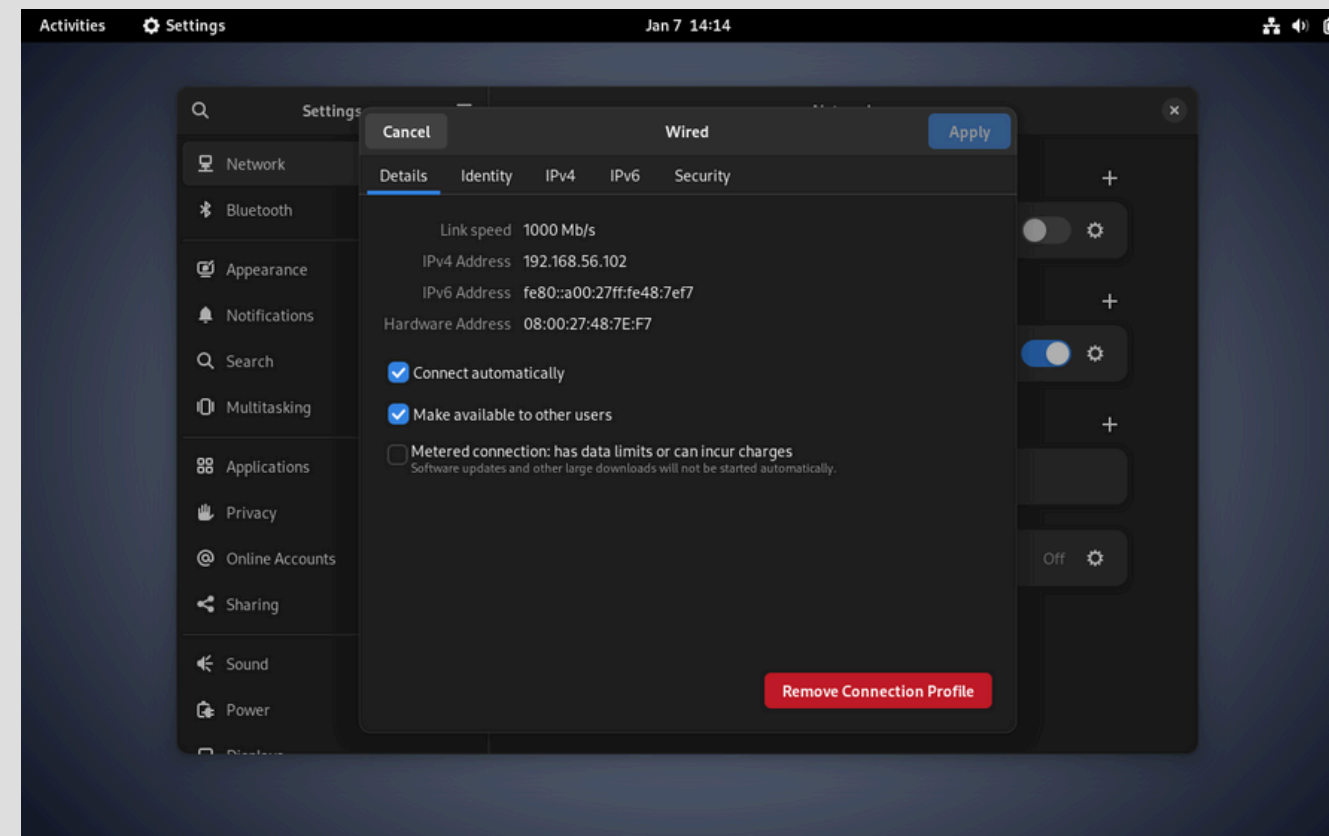 Activities Settings Jan 7 14:14
Settings
Cancel Wired Apply
Network
Details Identity IPv4 IPv6 Security
Bluetooth
Link speed 1000 Mb/s
IPv4 Address 192.168.56.102
IPv6 Address fe80::a00:27ff:fe48:7ef7
Hardware Address 08:00:27:48:7E:F7
Appearance
Notifications
Search
Connect automatically
Multitasking
Make available to other users
Metered connection: has data limits or can incur charges
Software updates and other large downloads will not be started automatically.
Applications
Privacy
Online Accounts
Off
Sharing
Sound
Remove Connection Profile
Power